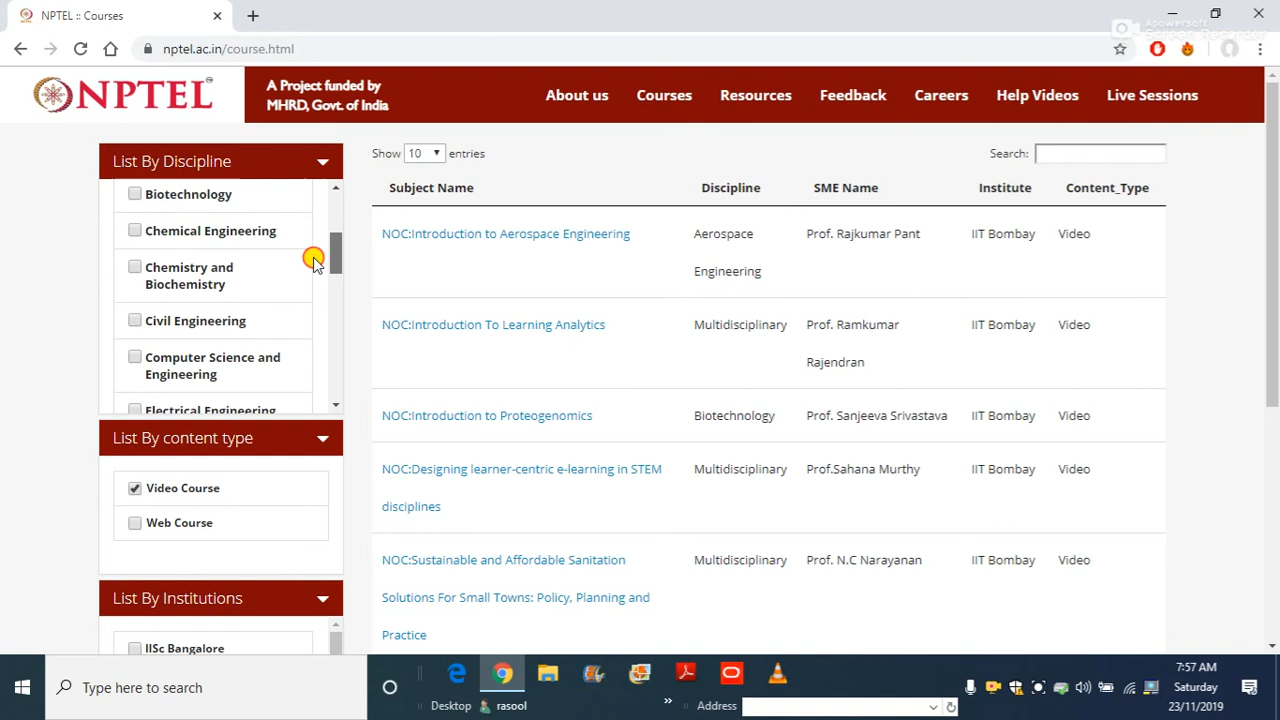 NPTEL :: Courses
Apowersoft
Screen Recorder
nptel.ac.in/course.html
NPTEL
A Project funded by
MHRD, Govt. of India
About us
Courses
Resources
Feedback
Careers
Help Videos
Live Sessions
List By Discipline
Biotechnology
Chemical Engineering
Chemistry and
Biochemistry
Civil Engineering
Computer Science and
Engineering
Electrical Engineering
List By content type
Video Course
Web Course
List By Institutions
IISc Bangalore
Show 10 entries
Search:
Subject Name Discipline SME Name Institute Content_Type
NOC:Introduction to Aerospace Engineering Aerospace Prof. Rajkumar Pant IIT Bombay Video
Engineering
NOC:Introduction To Learning Analytics Multidisciplinary Prof. Ramkumar IIT Bombay Video
Rajendran
NOC:Introduction to Proteogenomics Biotechnology Prof. Sanjeeva Srivastava IIT Bombay Video
NOC:Designing learner-centric e-learning in STEM Multidisciplinary Prof.Sahana Murthy IIT Bombay Video
disciplines
NOC:Sustainable and Affordable Sanitation Multidisciplinary Prof. N.C Narayanan IIT Bombay Video
Solutions For Small Towns: Policy, Planning and
Practice
Type here to search
Desktop
rasool
»
Address
7:57 AM
Saturday
23/11/2019